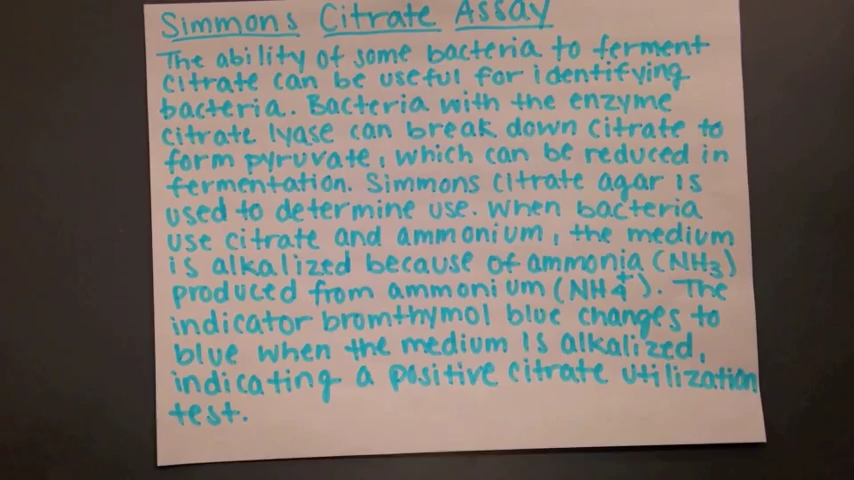 Simmons Citrate Assay
The ability of some bacteria to ferment
citrate can be useful for identifying
bacteria. Bacteria with the enzyme
citrate lyase can break down citrate to
form pyruvate, which can be reduced in
fermentation. Simmons citrate agar is
used to determine use. When bacteria
use citrate and ammonium, the medium
is alkalized because of ammonia (NH3)
produced from ammonium (NH4+). The
indicator bromthymol blue changes to
blue when the medium is alkalized,
indicating a positive citrate utilization
test.